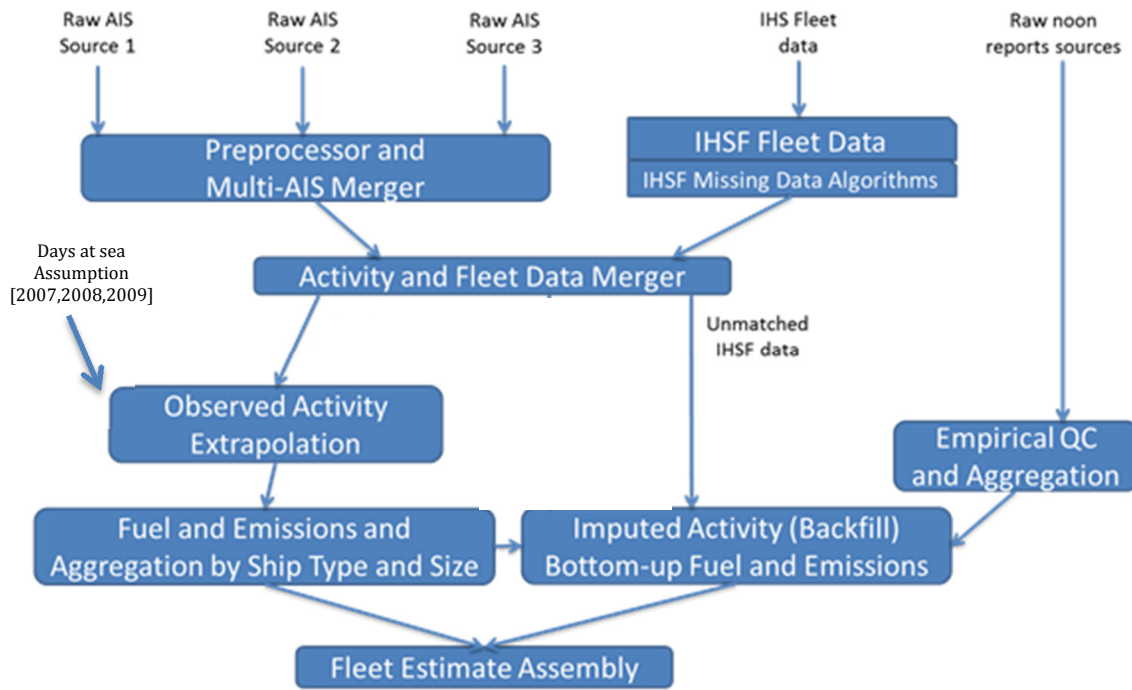 Raw AIS
Source 1
Raw AIS
Source 2
Raw AIS
Source 3
IHS Fleet
data
Raw noon
reports sources
Preprocessor and
Multi-AIS Merger
IHSF Fleet Data
IHSF Missing Data Algorithms
Days at sea
Assumption
[2007,2008,2009]
Activity and Fleet Data Merger
Unmatched
IHSF data
Observed Activity
Extrapolation
Empirical QC
and Aggregation
Fuel and Emissions and
Aggregation by Ship Type and Size
Imputed Activity (Backfill)
Bottom-up Fuel and Emissions
Fleet Estimate Assembly